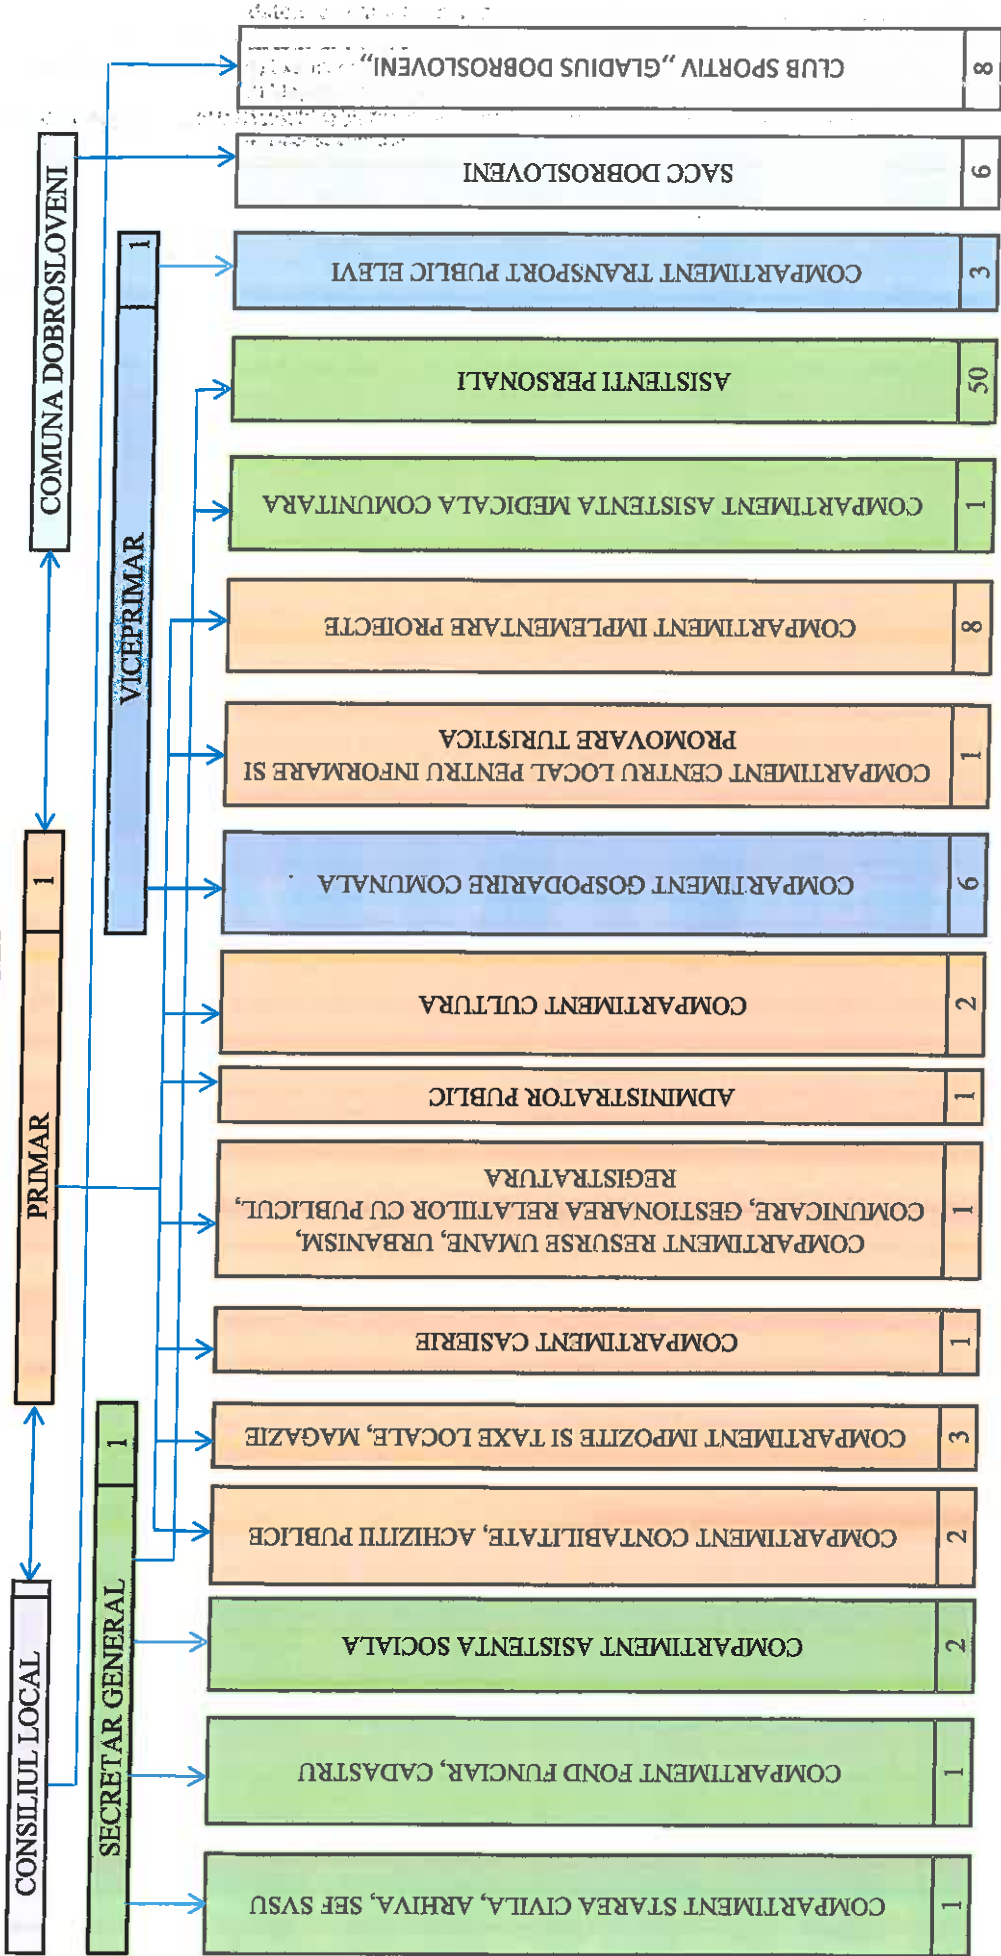 CONSILIUL LOCAL
PRIMAR
1
COMUNA DOBROSLOVENI
SECRETAR GENERAL
1
VICEPRIMAR
1
COMPARTIMENT STAREA CIVILA, ARHIVA, SEF SVSU
1
COMPARTIMENT FOND FUNCIAR, CADASTRU
1
COMPARTIMENT ASISTENTA SOCIALA
2
COMPARTIMENT CONTABILITATE, ACHIZITII PUBLICE
2
COMPARTIMENT IMPOZITE SI TAXE LOCALE, MAGAZIE
3
COMPARTIMENT CASIERIE
1
COMPARTIMENT RESURSE UMANE, URBANISM,
COMUNICARE, GESTIONAREA RELATIILOR CU PUBLICUL,
REGISTRATURA
1
ADMINISTRATOR PUBLIC
1
COMPARTIMENT CULTURA
2
COMPARTIMENT GOSPODARIRE COMUNALA
6
COMPARTIMENT CENTRU LOCAL PENTRU INFORMARE SI
PROMOVARE TURISTICA
1
COMPARTIMENT IMPLEMENTARE PROIECTE
8
COMPARTIMENT ASISTENTA MEDICALA COMUNITARA
1
ASISTENTI PERSONALI
50
COMPARTIMENT TRANSPORT PUBLIC ELEVI
3
SACC DOBROSLOVENI
6
CLUB SPORTIV ,,GLADIUS DOBROSLOVENI,,
8